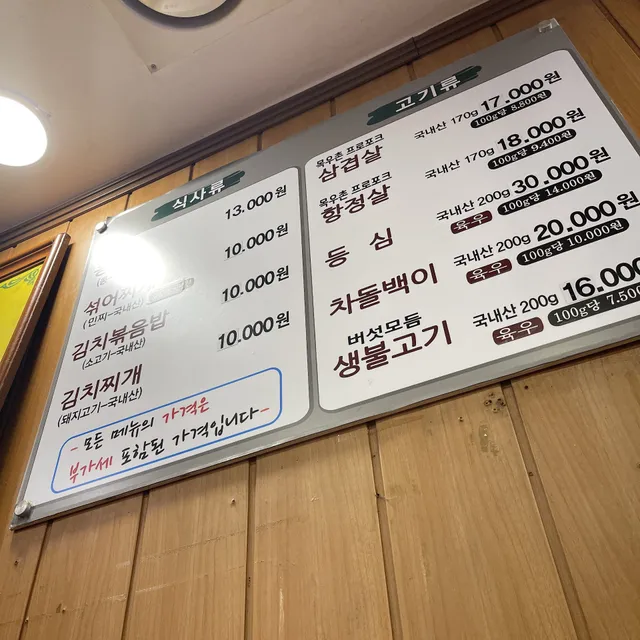 식사류
13.000원
10.000원
섞어찌
(민찌-국내산)
10.000원
김치볶음밥
(소고기-국내산)
10.000원
김치찌개
(돼지고기-국내산)
- 모든 메뉴의 가격은
부가세 포함된 가격입니다 -
고기류
목우촌 프로포크
삼겹살 국내산 170g 17.000원
100g당 8.800원
목우촌 프로포크
항정살 국내산 170g 18.000원
100g당 9.400원
등 심 국내산 200g 30.000원
육우 100g당 14.000원
차돌백이 국내산 200g 20.000원
육우 100g당 10.000원
버섯모듬
생불고기 국내산 200g 16.000
육우 100g당 7.500